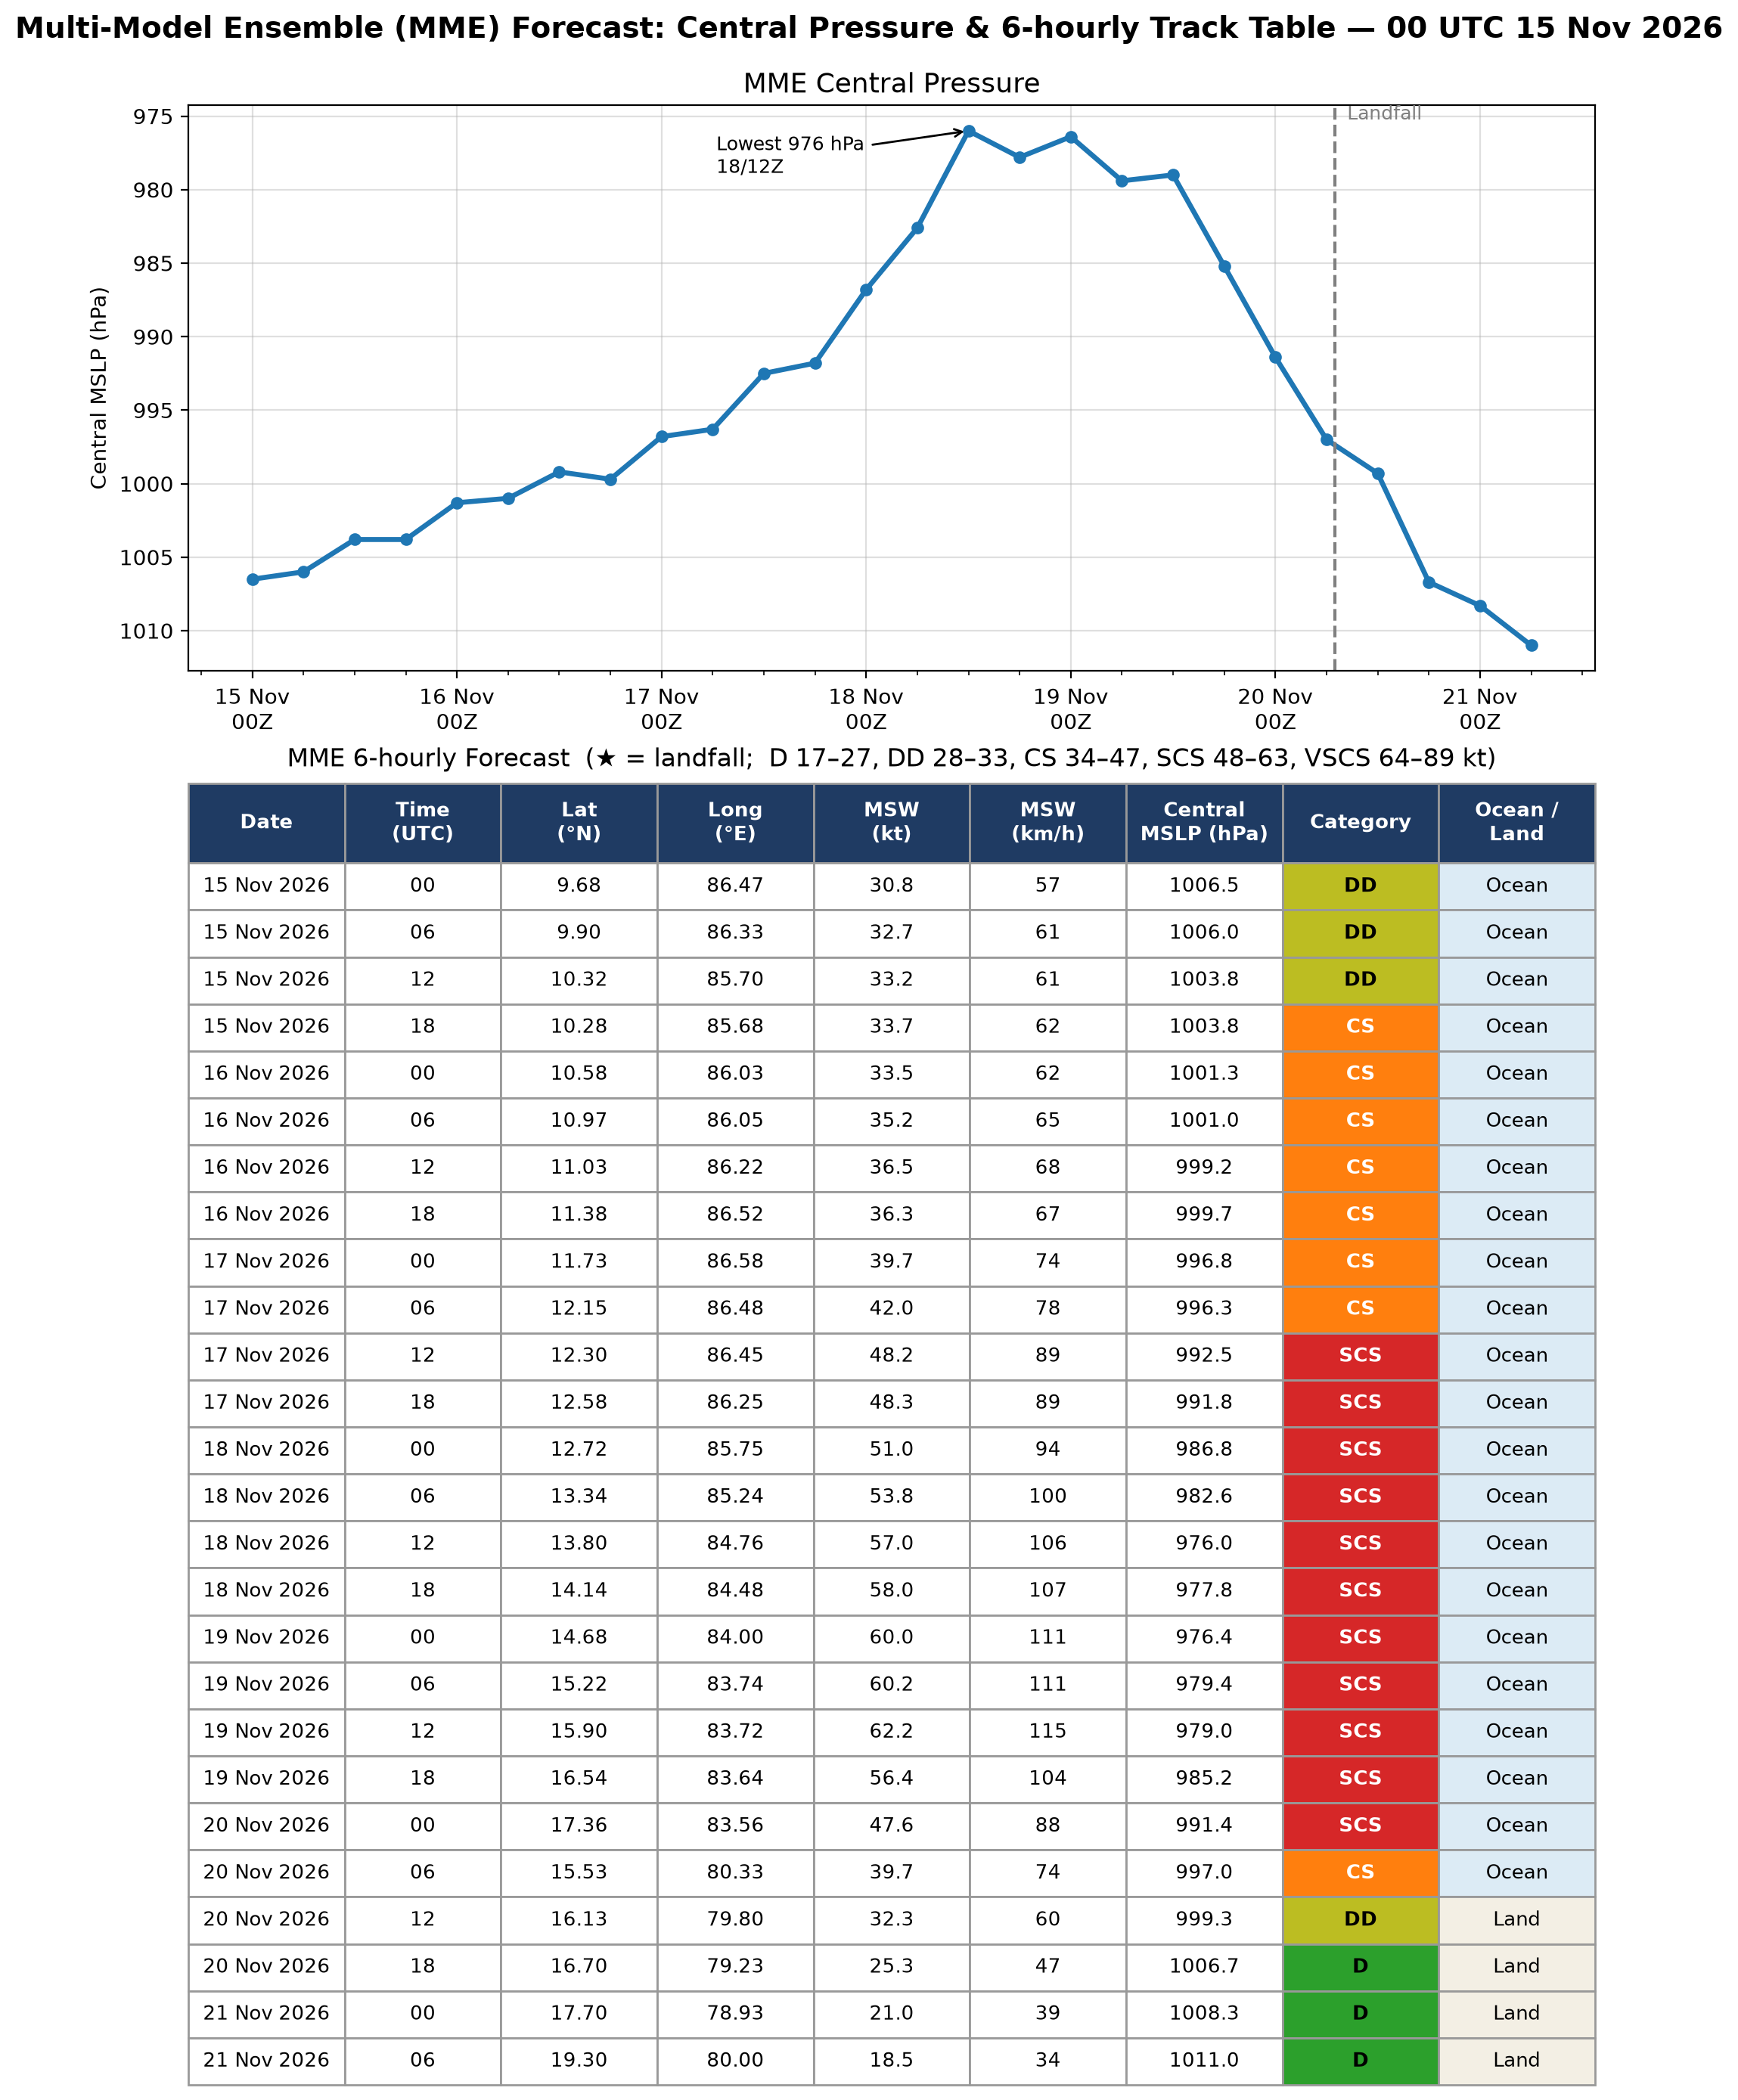 Multi-Model Ensemble (MME) Forecast: Central Pressure & 6-hourly Track Table — 00 UTC 15 Nov 2026
MME Central Pressure
Landfall
Lowest 976 hPa
18/12Z
Central MSLP (hPa)
975
980
985
990
995
1000
1005
1010
15 Nov 16 Nov 17 Nov 18 Nov 19 Nov 20 Nov 21 Nov
00Z 00Z 00Z 00Z 00Z 00Z 00Z
MME 6-hourly Forecast (★ = landfall; D 17–27, DD 28–33, CS 34–47, SCS 48–63, VSCS 64–89 kt)
Date Time (UTC) Lat (°N) Long (°E) MSW (kt) MSW (km/h) Central MSLP (hPa) Category Ocean / Land
15 Nov 2026 00 9.68 86.47 30.8 57 1006.5 DD Ocean
15 Nov 2026 06 9.90 86.33 32.7 61 1006.0 DD Ocean
15 Nov 2026 12 10.32 85.70 33.2 61 1003.8 DD Ocean
15 Nov 2026 18 10.28 85.68 33.7 62 1003.8 CS Ocean
16 Nov 2026 00 10.58 86.03 33.5 62 1001.3 CS Ocean
16 Nov 2026 06 10.97 86.05 35.2 65 1001.0 CS Ocean
16 Nov 2026 12 11.03 86.22 36.5 68 999.2 CS Ocean
16 Nov 2026 18 11.38 86.52 36.3 67 999.7 CS Ocean
17 Nov 2026 00 11.73 86.58 39.7 74 996.8 CS Ocean
17 Nov 2026 06 12.15 86.48 42.0 78 996.3 CS Ocean
17 Nov 2026 12 12.30 86.45 48.2 89 992.5 SCS Ocean
17 Nov 2026 18 12.58 86.25 48.3 89 991.8 SCS Ocean
18 Nov 2026 00 12.72 85.75 51.0 94 986.8 SCS Ocean
18 Nov 2026 06 13.34 85.24 53.8 100 982.6 SCS Ocean
18 Nov 2026 12 13.80 84.76 57.0 106 976.0 SCS Ocean
18 Nov 2026 18 14.14 84.48 58.0 107 977.8 SCS Ocean
19 Nov 2026 00 14.68 84.00 60.0 111 976.4 SCS Ocean
19 Nov 2026 06 15.22 83.74 60.2 111 979.4 SCS Ocean
19 Nov 2026 12 15.90 83.72 62.2 115 979.0 SCS Ocean
19 Nov 2026 18 16.54 83.64 56.4 104 985.2 SCS Ocean
20 Nov 2026 00 17.36 83.56 47.6 88 991.4 SCS Ocean
20 Nov 2026 06 15.53 80.33 39.7 74 997.0 CS Ocean
20 Nov 2026 12 16.13 79.80 32.3 60 999.3 DD Land
20 Nov 2026 18 16.70 79.23 25.3 47 1006.7 D Land
21 Nov 2026 00 17.70 78.93 21.0 39 1008.3 D Land
21 Nov 2026 06 19.30 80.00 18.5 34 1011.0 D Land